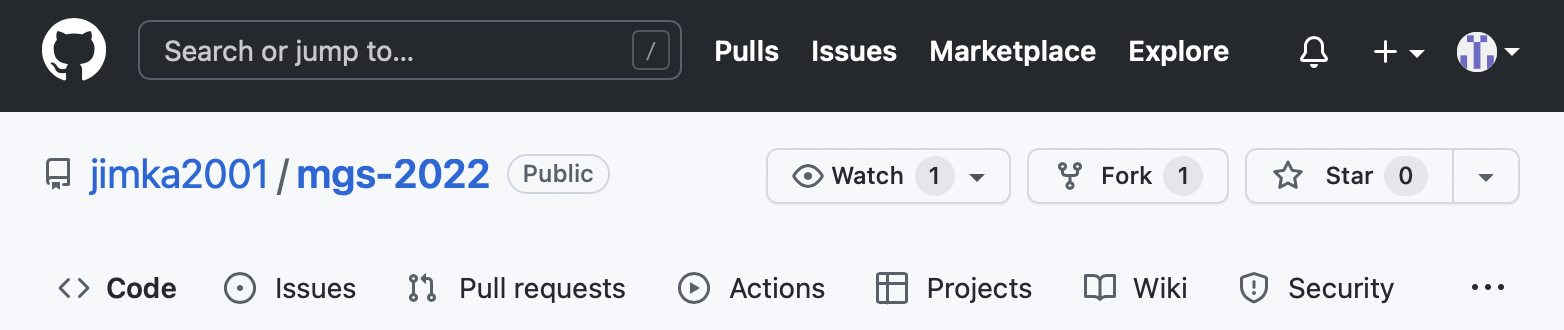 Search or jump to... / Pulls Issues Marketplace Explore
jimka2001 / mgs-2022 Public Watch 1 Fork 1 Star 0
Code Issues Pull requests Actions Projects Wiki Security